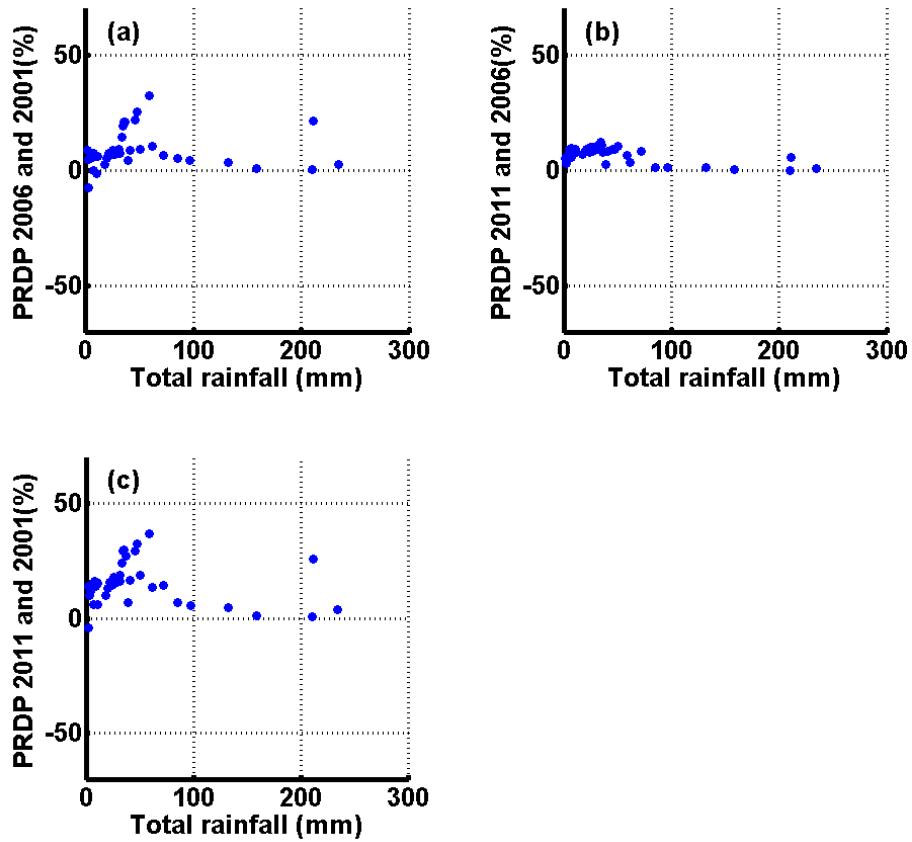 (a)
PRDP 2006 and 2001(%)
50
0
-50
0 100 200 300
Total rainfall (mm)
(b)
PRDP 2011 and 2006(%)
50
0
-50
0 100 200 300
Total rainfall (mm)
(c)
PRDP 2011 and 2001(%)
50
0
-50
0 100 200 300
Total rainfall (mm)